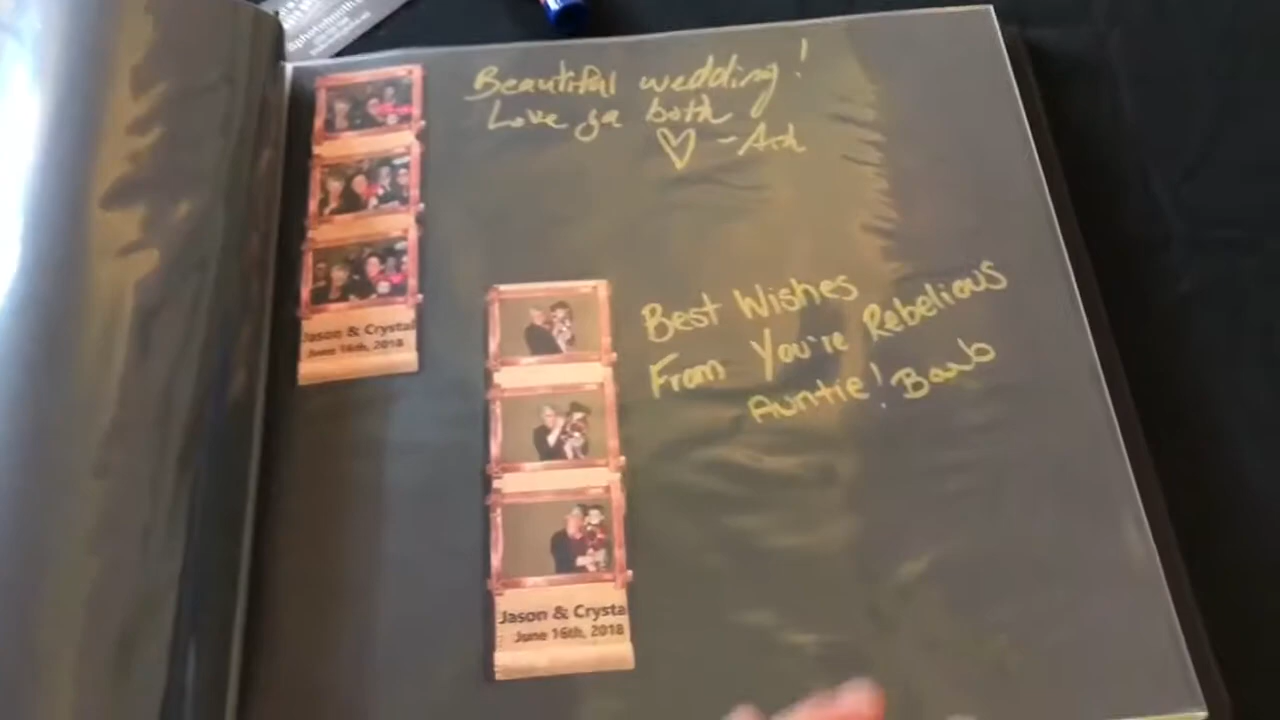 Beautiful wedding!
Love ya both
♡ - Ash
Jason & Crystal
June 16th, 2018
Best Wishes
From You're Rebelious
Auntie! Barb
Jason & Crysta
June 16th, 2018